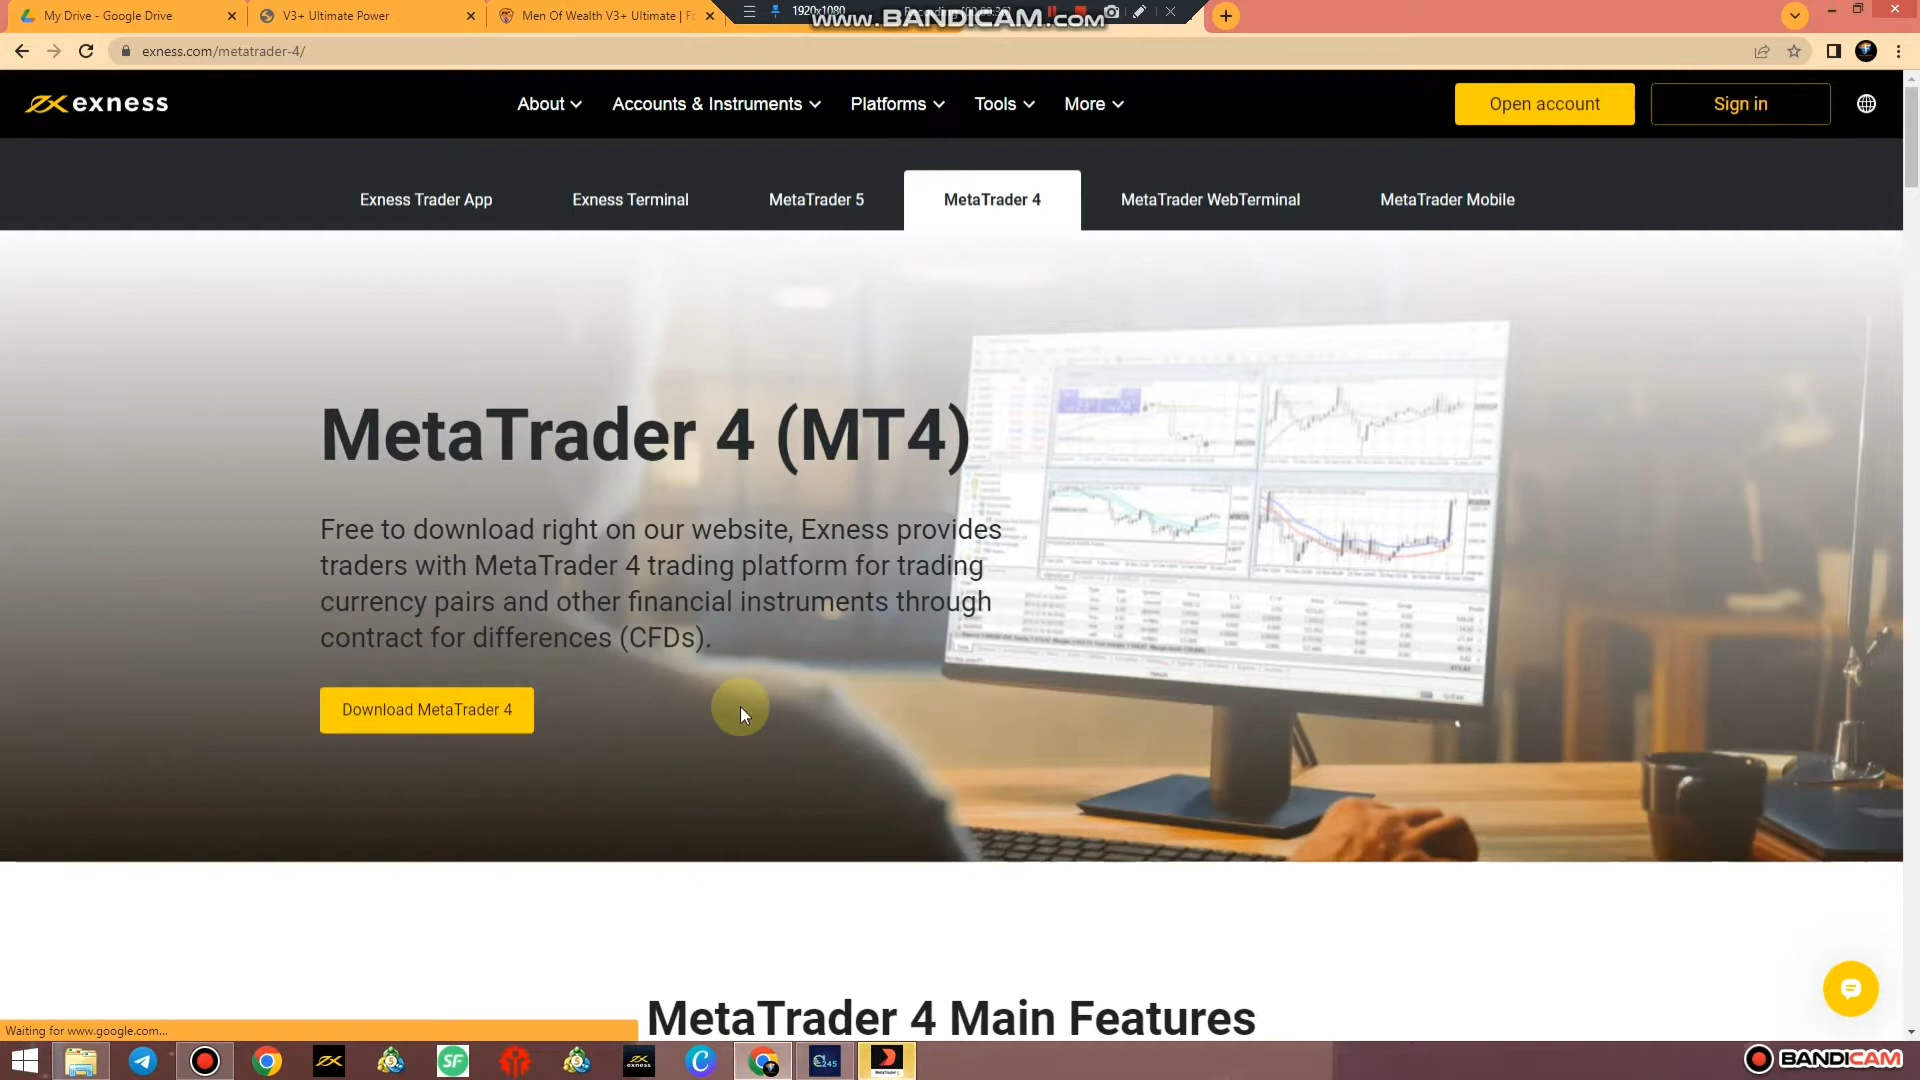 My Drive - Google Drive
V3+ Ultimate Power
Men Of Wealth V3+ Ultimate | Fo
1920x1080
www.BANDICAM.com
exness.com/metatrader-4/
exness
About
Accounts & Instruments
Platforms
Tools
More
Open account
Sign in
Exness Trader App
Exness Terminal
MetaTrader 5
MetaTrader 4
MetaTrader WebTerminal
MetaTrader Mobile
MetaTrader 4 (MT4)
Free to download right on our website, Exness provides
traders with MetaTrader 4 trading platform for trading
currency pairs and other financial instruments through
contract for differences (CFDs).
Download MetaTrader 4
MetaTrader 4 Main Features
Waiting for www.google.com...
SF
exness
C245
BANDICAM